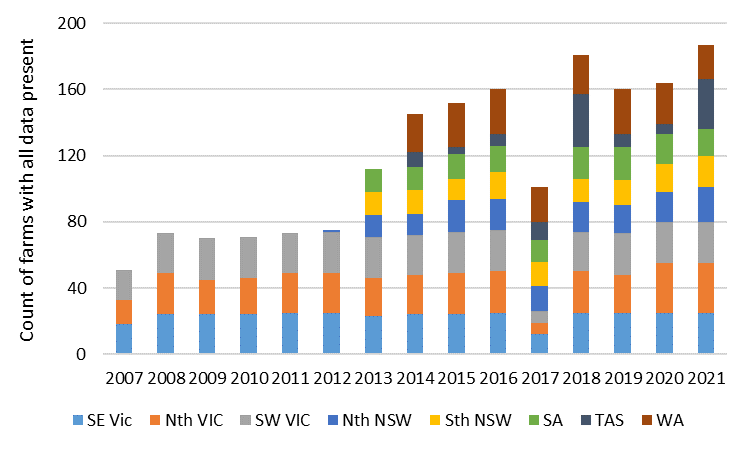 Count of farms with all data present
200
160
120
80
40
0
2007 2008 2009 2010 2011 2012 2013 2014 2015 2016 2017 2018 2019 2020 2021
SE Vic Nth VIC SW VIC Nth NSW Sth NSW SA TAS WA